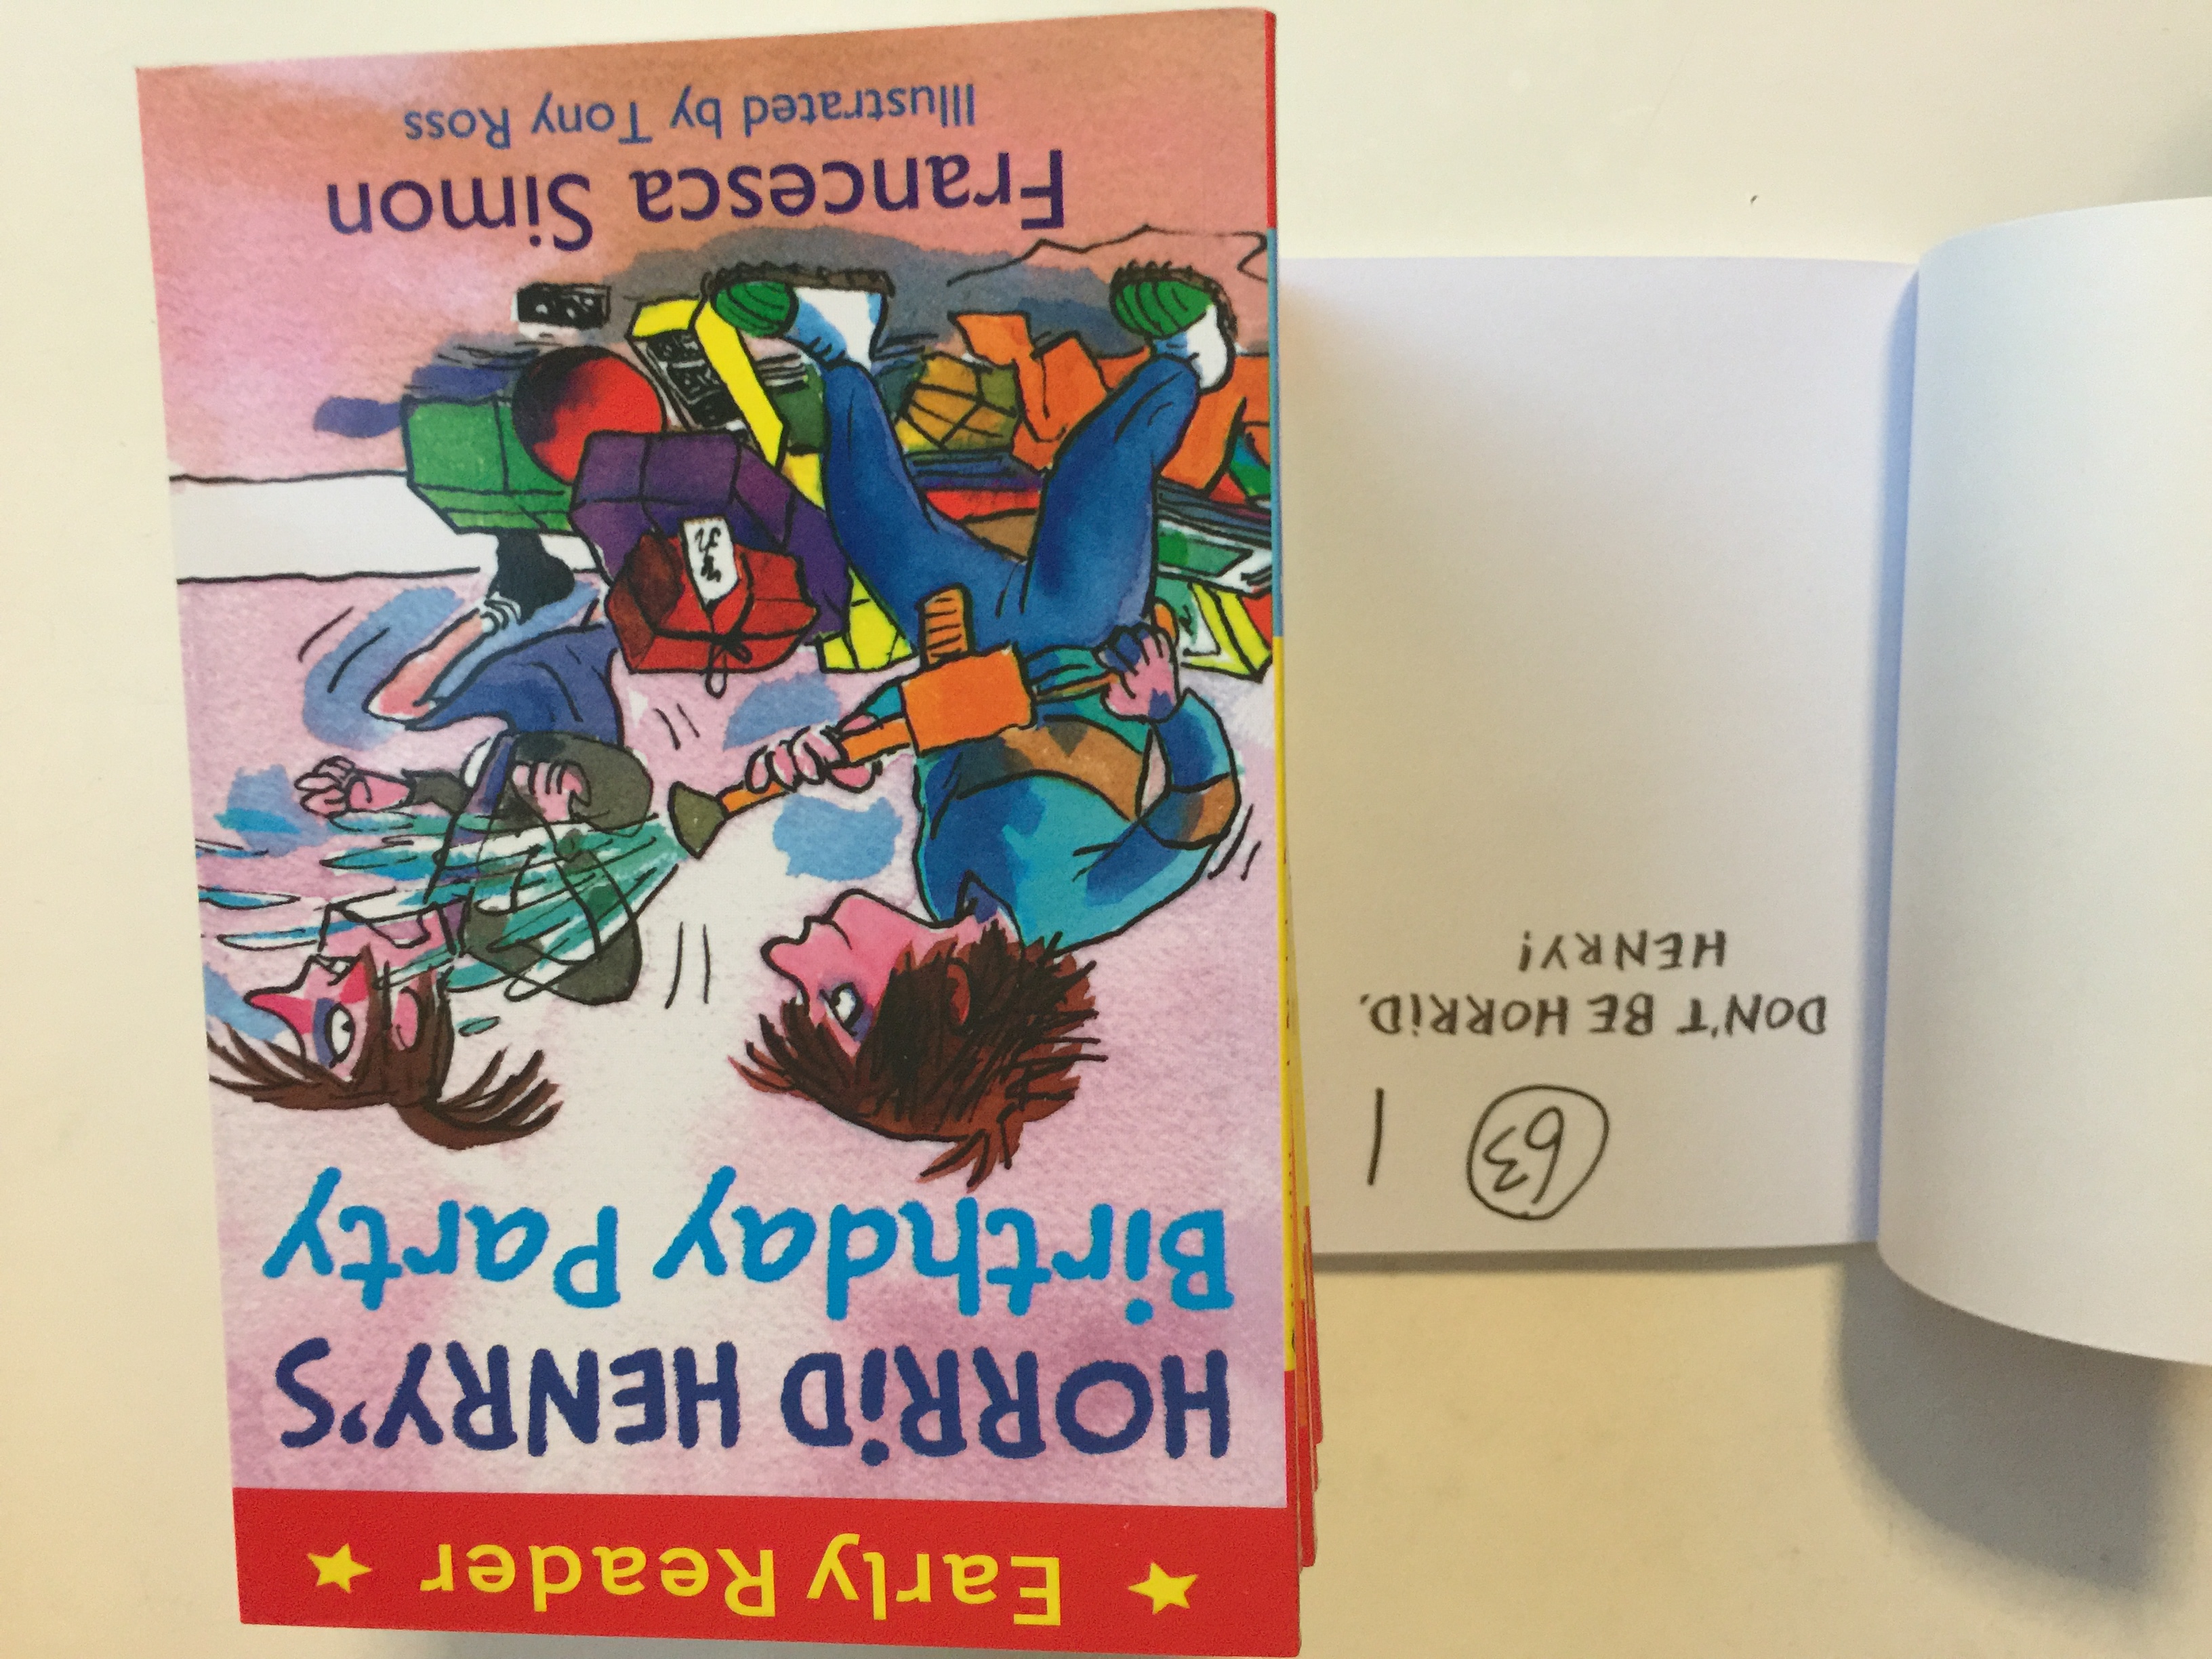 63 1
DON'T BE HORRiD,
HENRY!
Early Reader
HORRiD HENRY'S
Birthday Party
Francesca Simon
Illustrated by Tony Ross